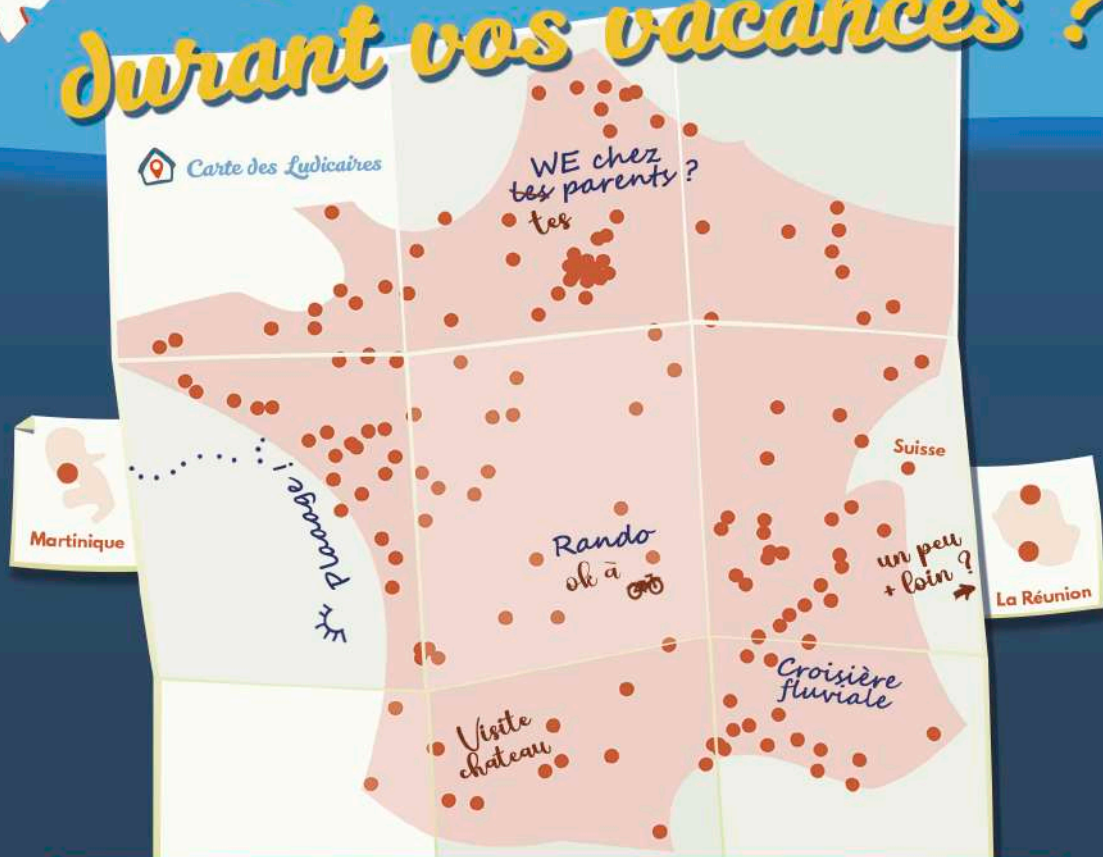 durant vos vacances ?
Carte des Ludicaires
WE chez
tes parents ?
tes
Suisse
Martinique
Plaaage !
Rando
ok à
un peu
+ loin ?
La Réunion
Croisière
fluviale
Visite
chateau